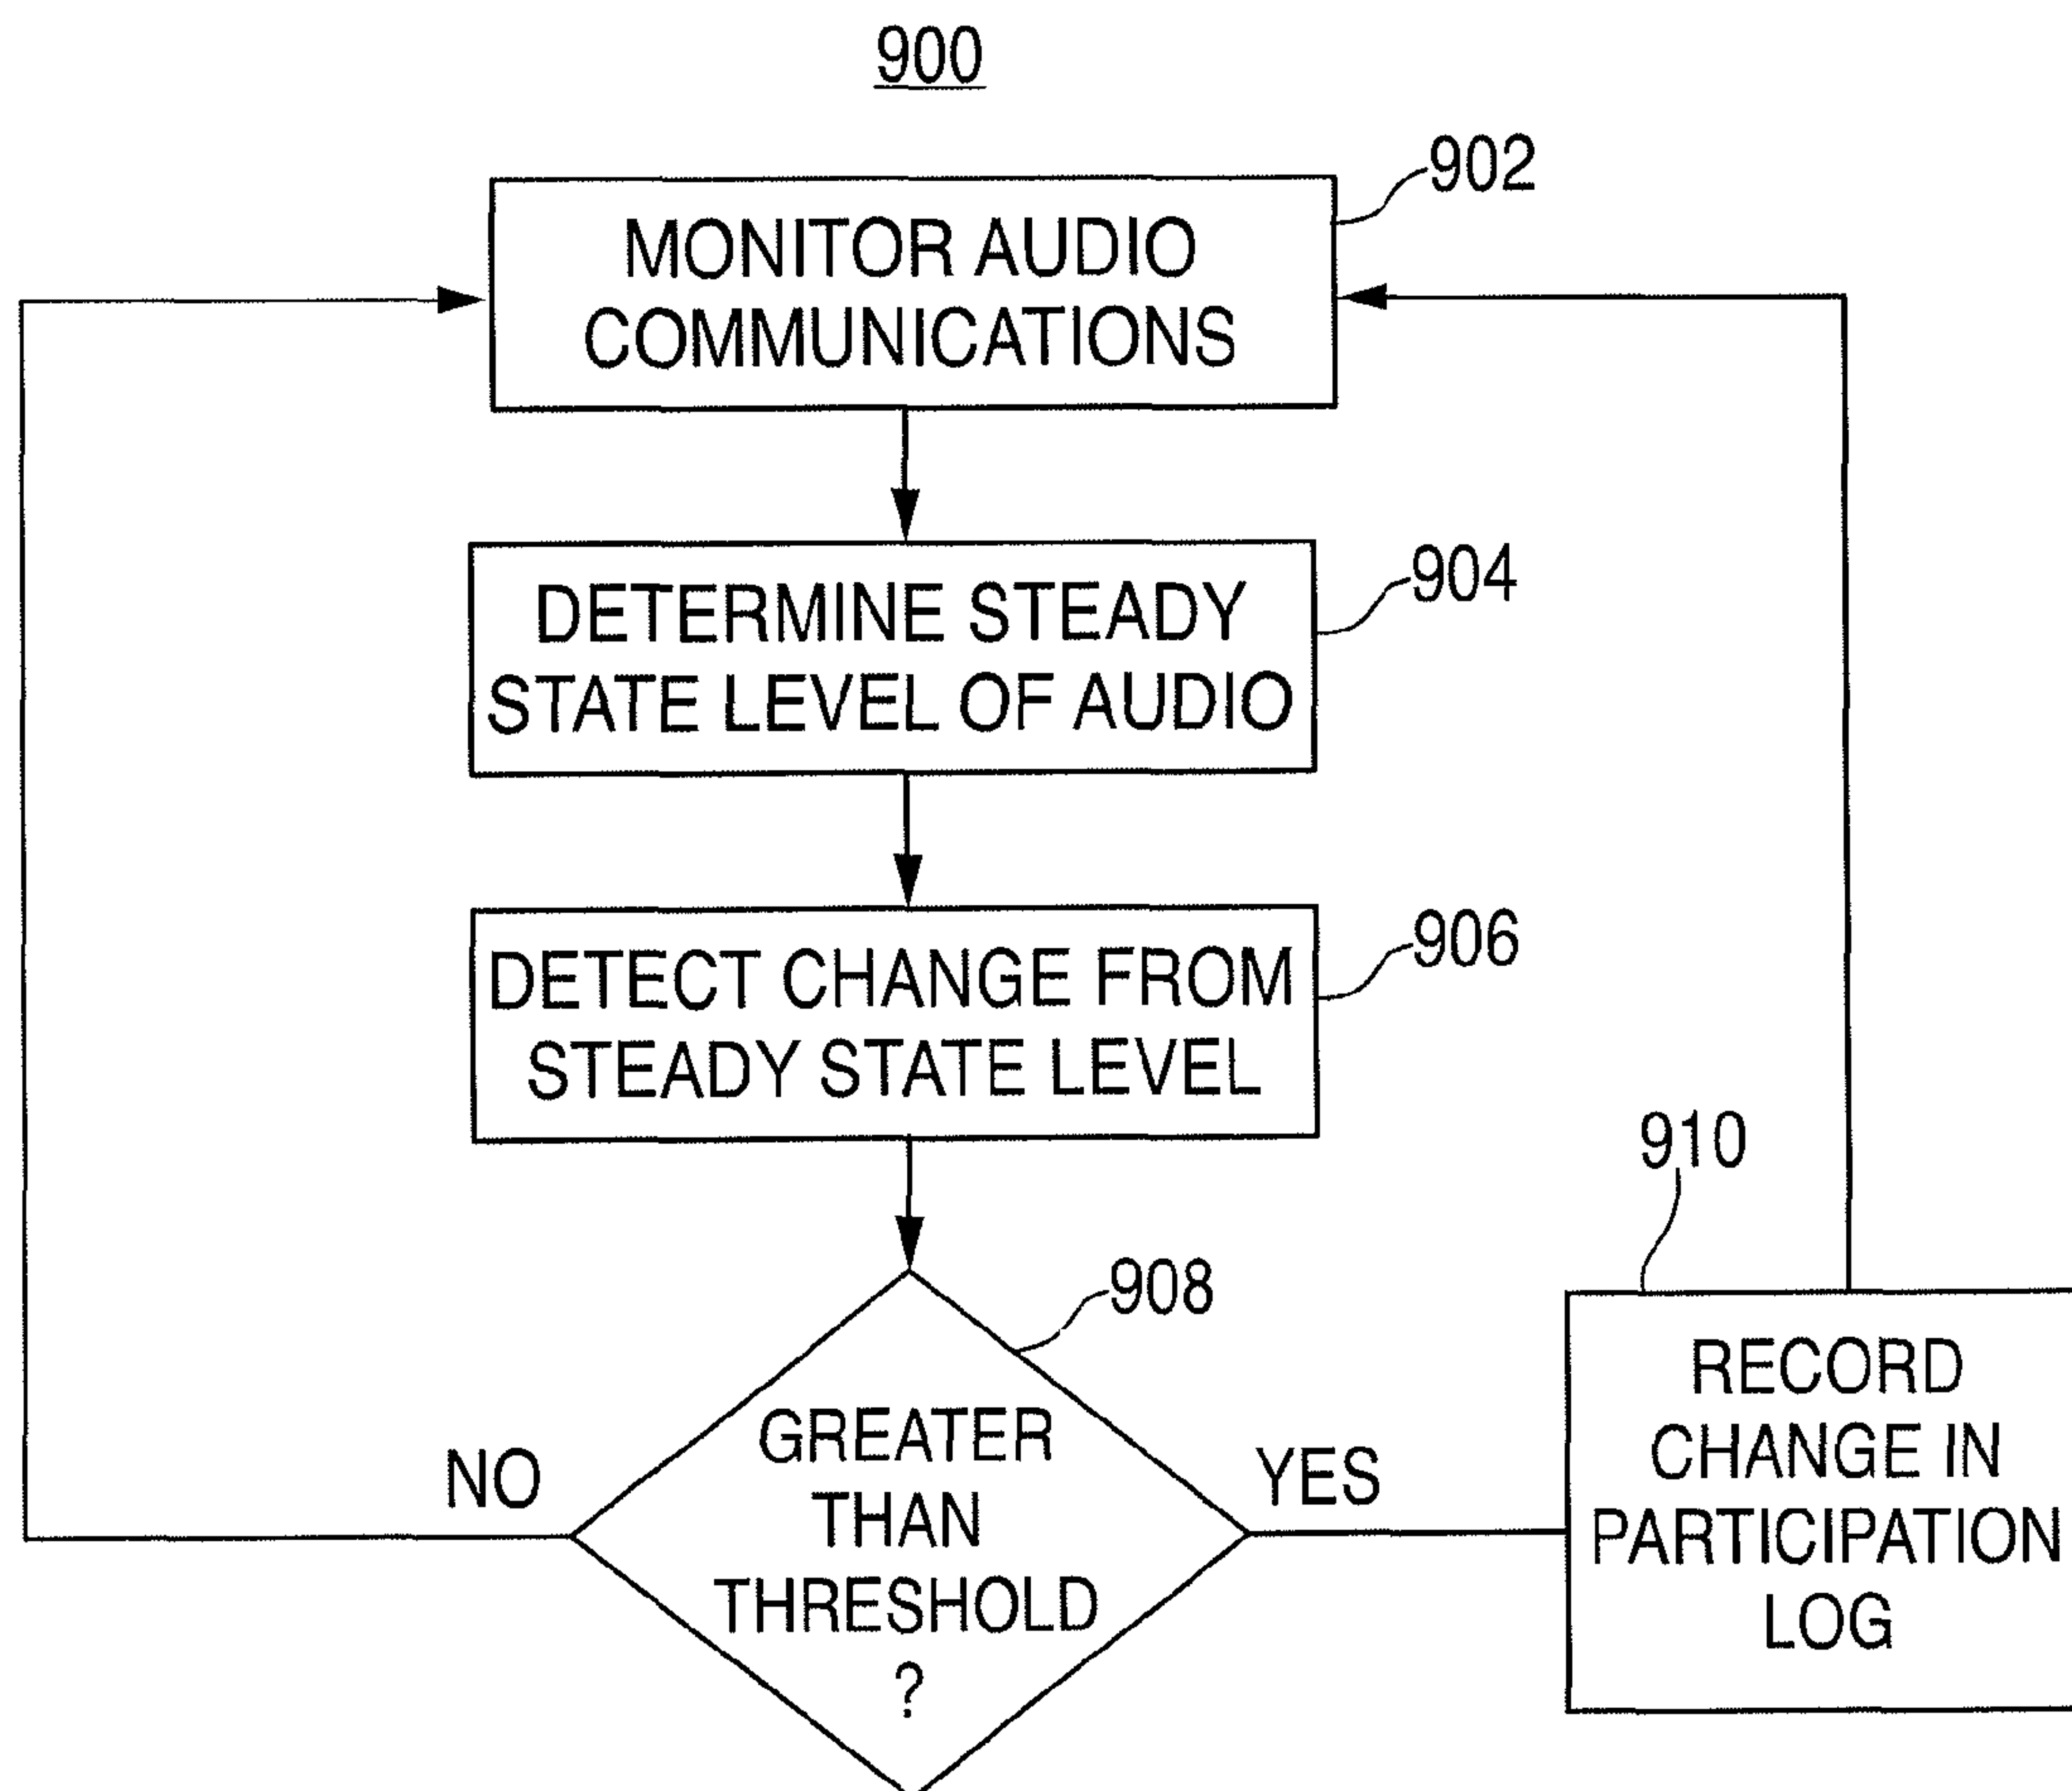 900
902
MONITOR AUDIO
COMMUNICATIONS
904
DETERMINE STEADY
STATE LEVEL OF AUDIO
906
DETECT CHANGE FROM
STEADY STATE LEVEL
908
GREATER
THAN
THRESHOLD
?
NO
YES
910
RECORD
CHANGE IN
PARTICIPATION
LOG